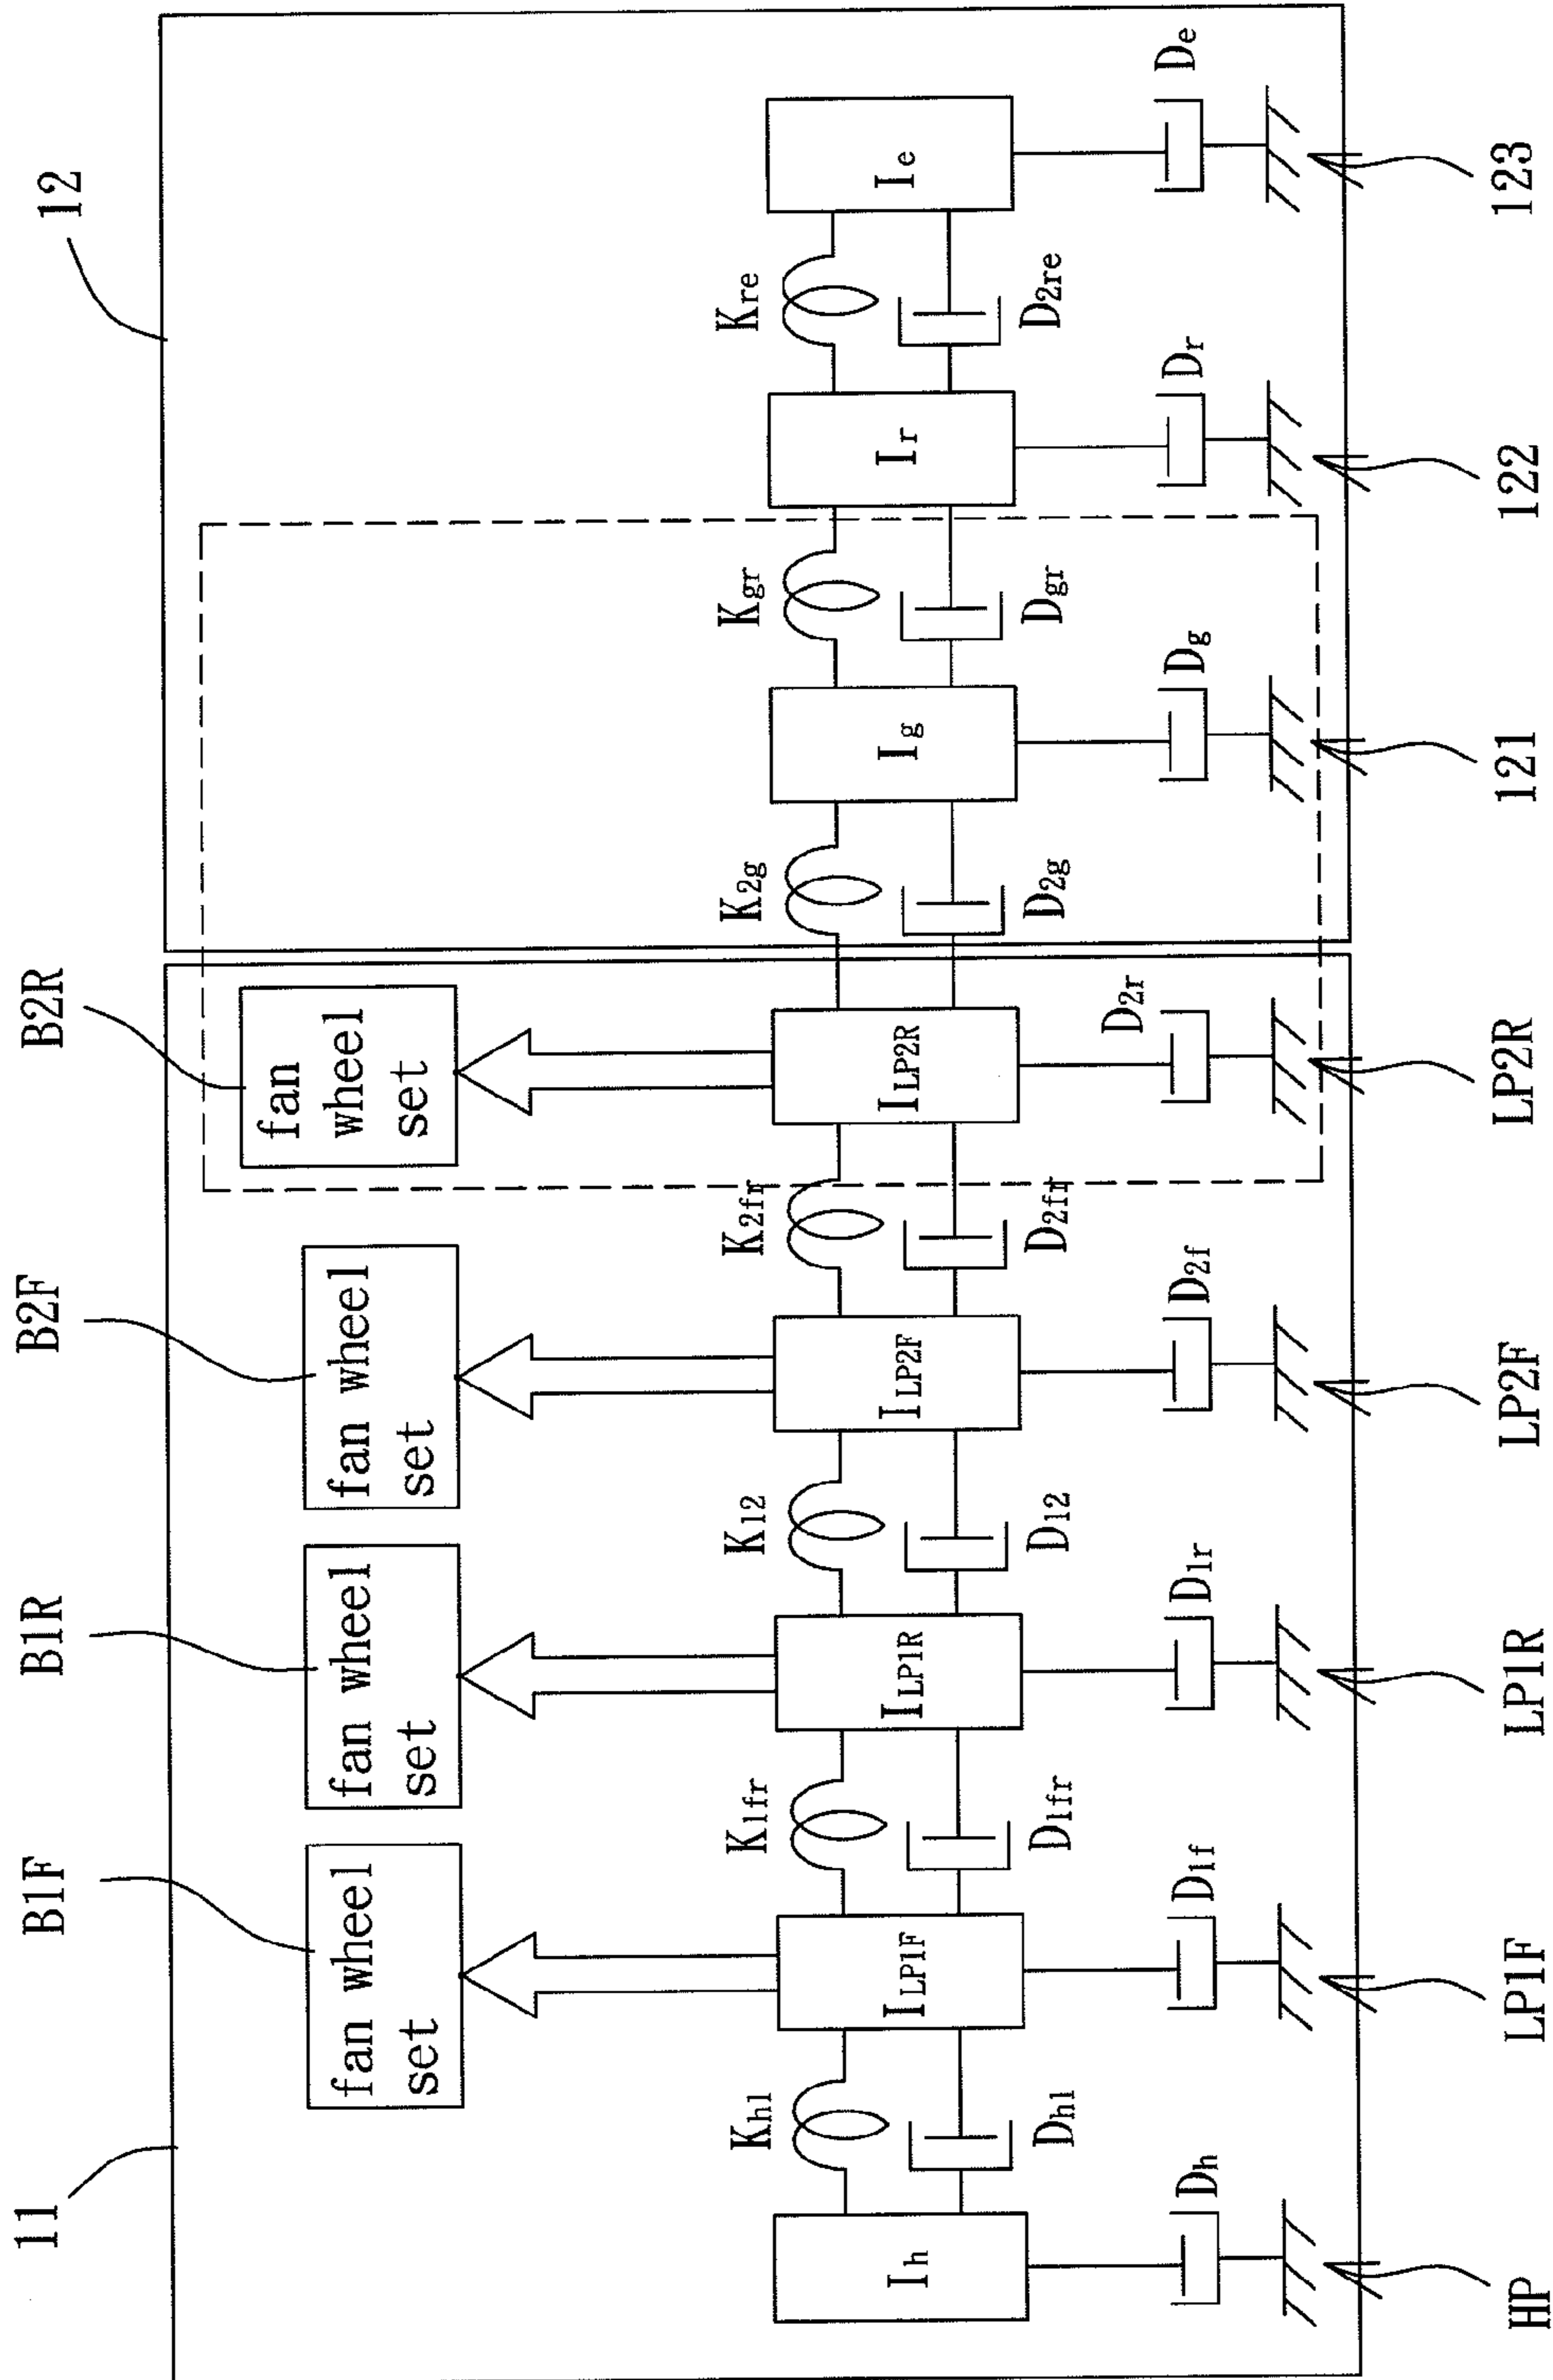 11
B1F
B1R
B2F
B2R
12
fan wheel
set
fan wheel
set
fan wheel
set
fan
wheel
set
Kh1
K1fr
K12
K2fr
K2g
Kgr
Kre
Ih
ILP1F
ILP1R
ILP2F
ILP2R
Ig
Ir
Ie
Dh1
D1fr
D12
D2fr
D2g
Dgr
D2re
Dh
D1f
D1r
D2f
D2r
Dg
Dr
De
HP
LP1F
LP1R
LP2F
LP2R
121
122
123